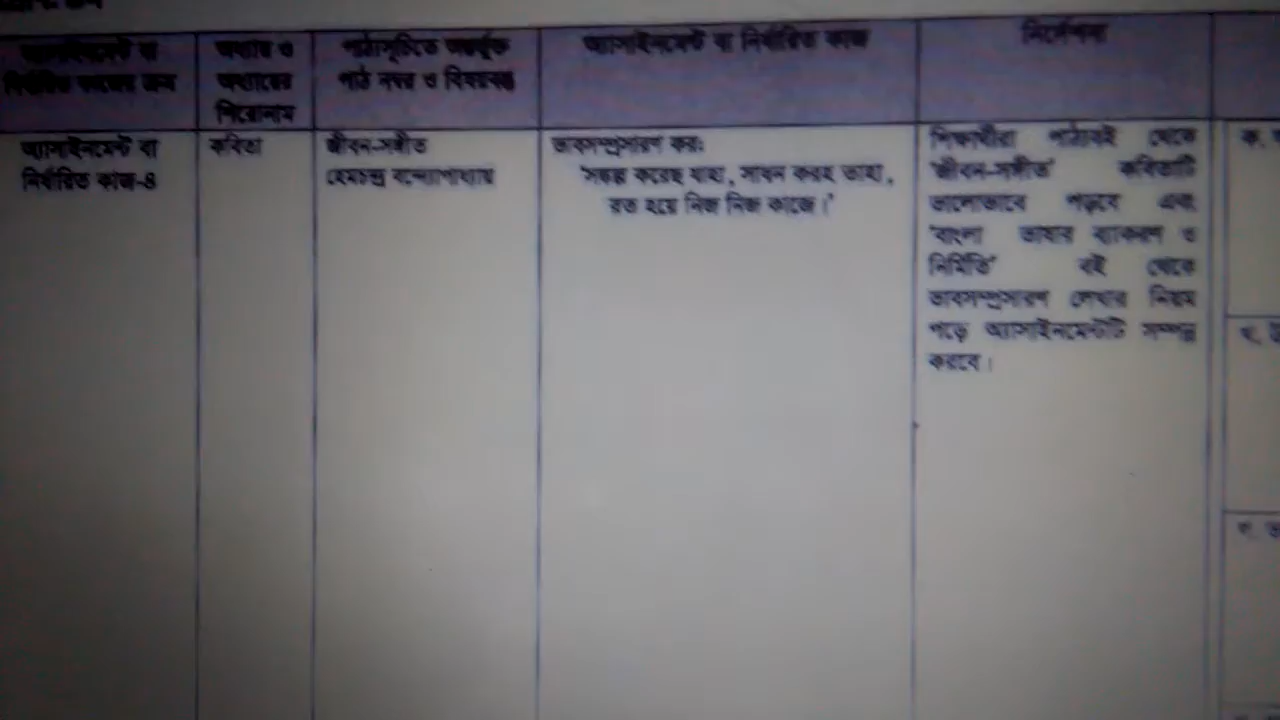 অ্যাসাইনমেন্ট বা
নির্ধারিত কাজের ক্রম
অধ্যায় ও
অধ্যায়ের
শিরোনাম
পাঠ্যসূচিতে অন্তর্ভুক্ত
পাঠ নম্বর ও বিষয়বস্তু
অ্যাসাইনমেন্ট বা নির্ধারিত কাজ
নির্দেশনা
অ্যাসাইনমেন্ট বা
নির্ধারিত কাজ-৪
কবিতা
জীবন-সঙ্গীত
হেমচন্দ্র বন্দ্যোপাধ্যায়
ভাবসম্প্রসারণ কর:
'সঙ্কল্প করেছ যাহা, সাধন করহ তাহা,
রত হয়ে নিজ নিজ কাজে।'
শিক্ষার্থীরা পাঠ্যবই থেকে
'জীবন-সঙ্গীত' কবিতাটি
ভালোভাবে পড়বে এবং
'বাংলা ভাষার ব্যাকরণ ও
নির্মিতি' বই থেকে
ভাবসম্প্রসারণ লেখার নিয়ম
পড়ে অ্যাসাইনমেন্টটি সম্পন্ন
করবে।
ক.
খ.
গ.